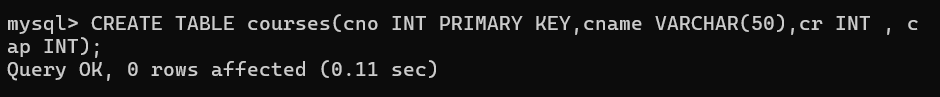 mysql> CREATE TABLE courses(cno INT PRIMARY KEY,cname VARCHAR(50),cr INT , c
ap INT);
Query OK, 0 rows affected (0.11 sec)